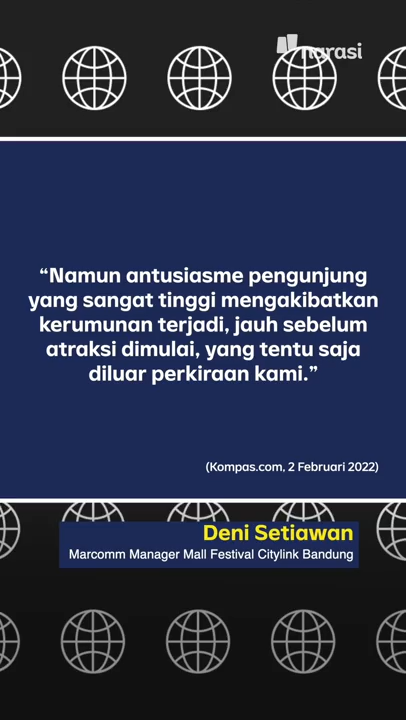 narasi
“Namun antusiasme pengunjung
yang sangat tinggi mengakibatkan
kerumunan terjadi, jauh sebelum
atraksi dimulai, yang tentu saja
diluar perkiraan kami.”
(Kompas.com, 2 Februari 2022)
Deni Setiawan
Marcomm Manager Mall Festival Citylink Bandung